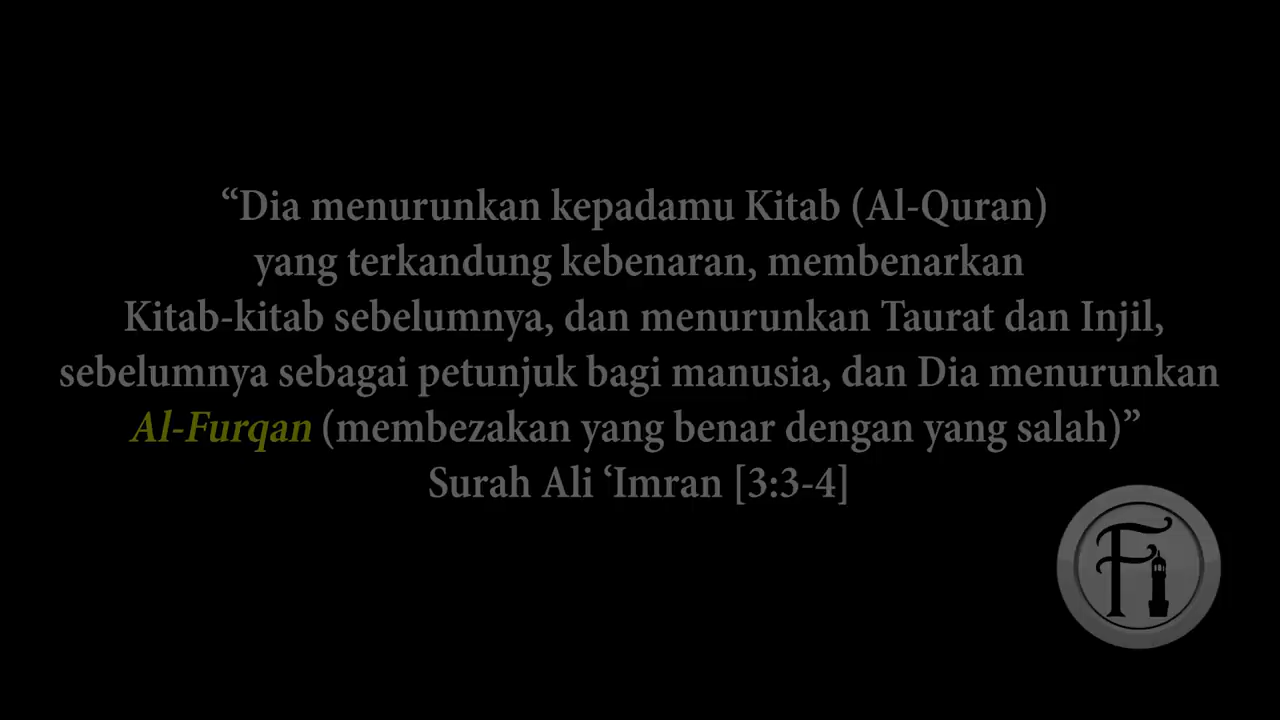 “Dia menurunkan kepadamu Kitab (Al-Quran)
yang terkandung kebenaran, membenarkan
Kitab-kitab sebelumnya, dan menurunkan Taurat dan Injil,
sebelumnya sebagai petunjuk bagi manusia, dan Dia menurunkan
Al-Furqan (membezakan yang benar dengan yang salah)”
Surah Ali ‘Imran [3:3-4]
Fi